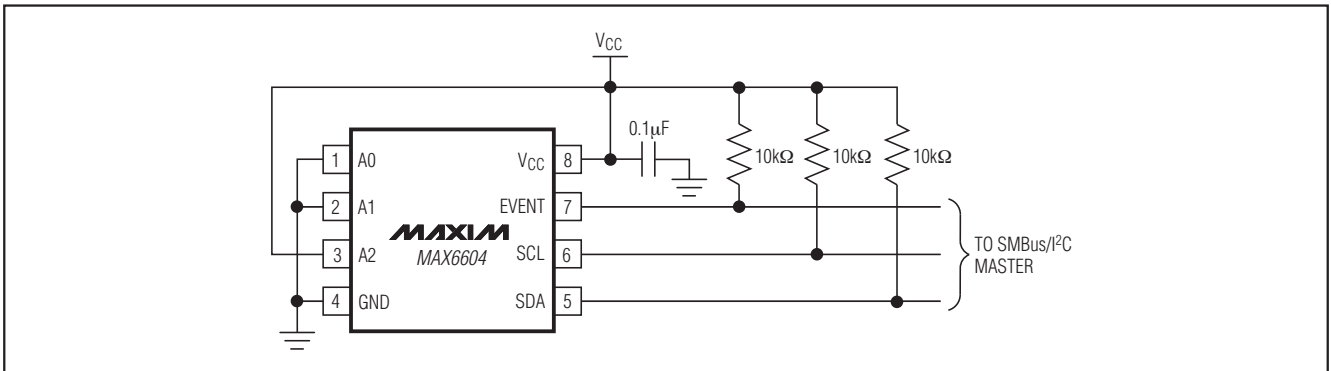 VCC
0.1µF
10kΩ 10kΩ 10kΩ
1 A0 VCC 8
2 A1 EVENT 7
MAXIM
3 A2 MAX6604 SCL 6
4 GND SDA 5
TO SMBus/I²C
MASTER